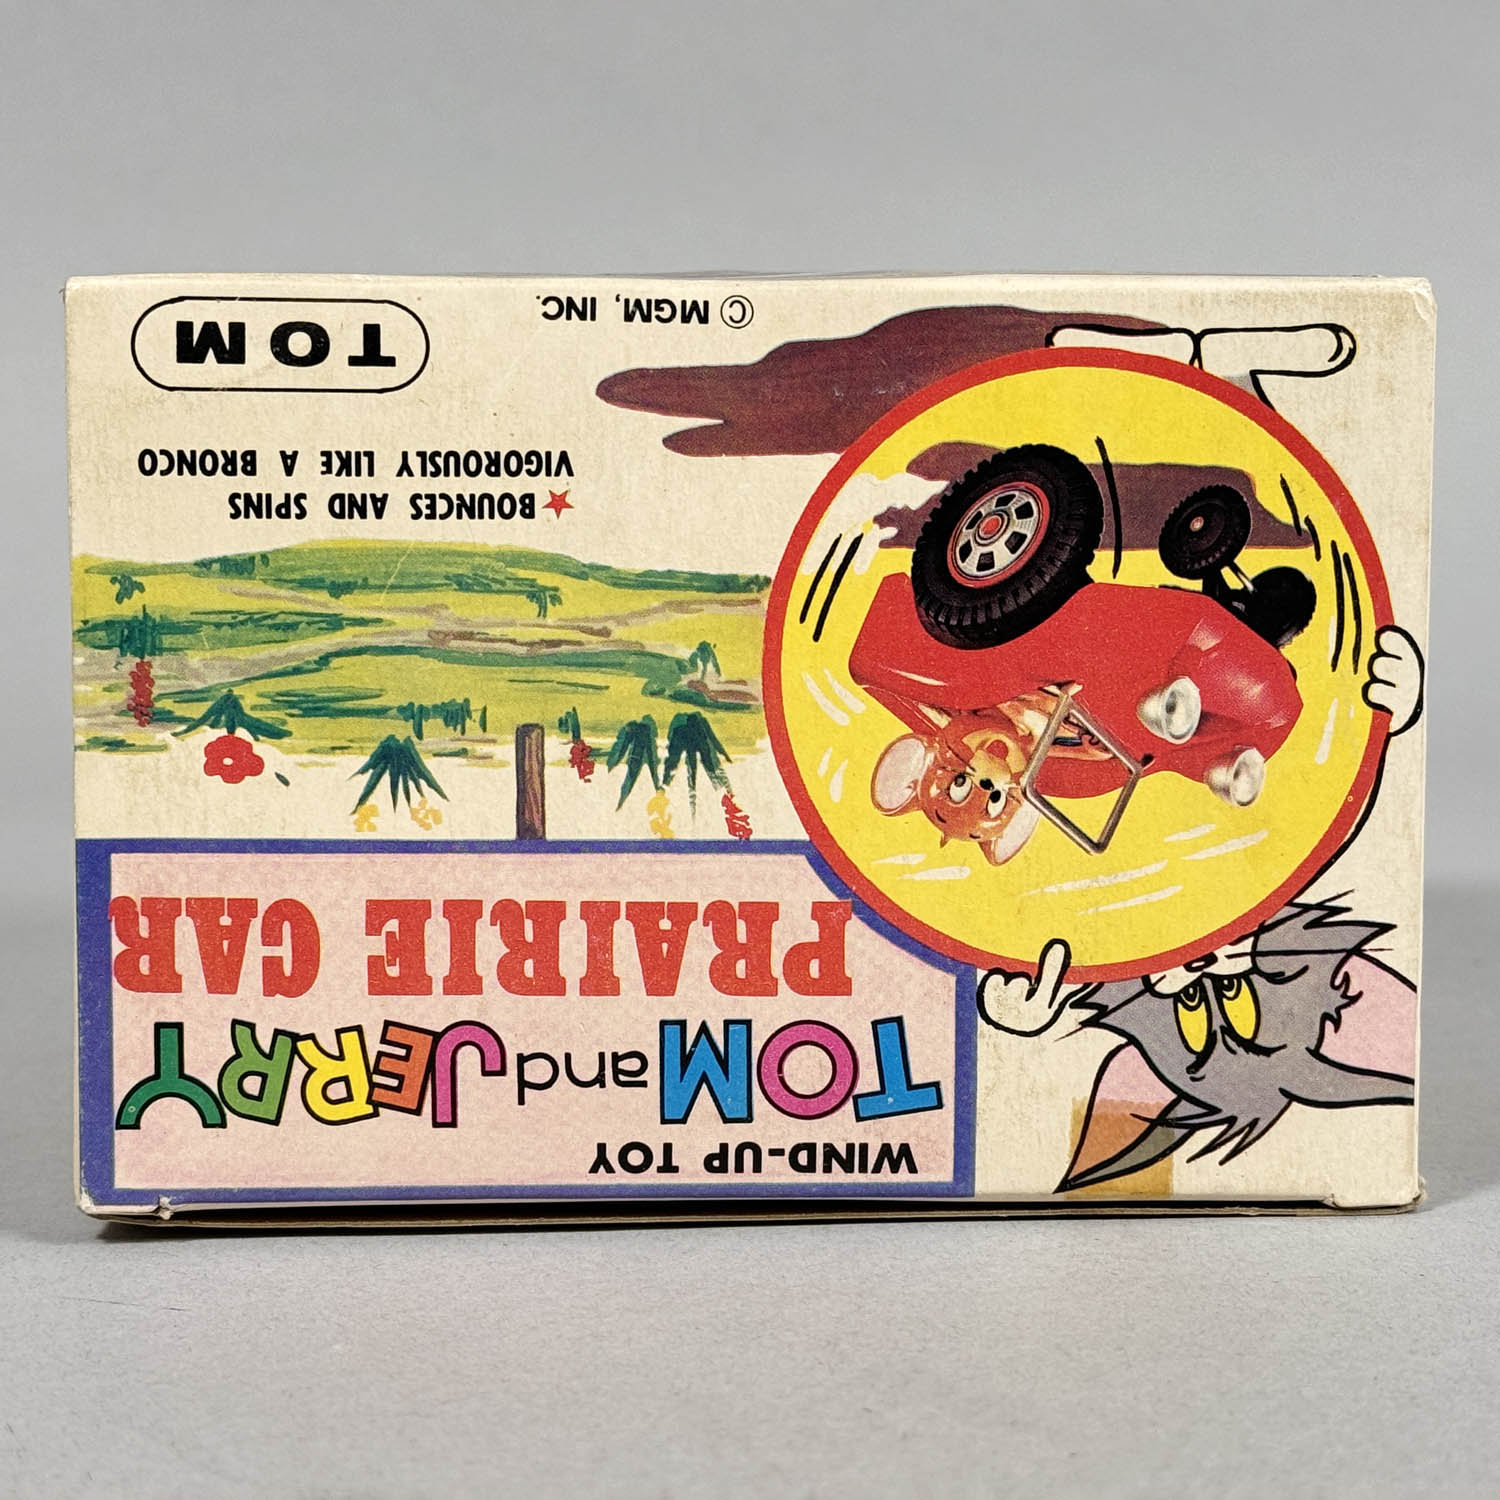 WIND-UP TOY
TOM and JERRY
PRAIRIE CAR
★BOUNCES AND SPINS
VIGOROUSLY LIKE A BRONCO
© MGM, INC.
TOM